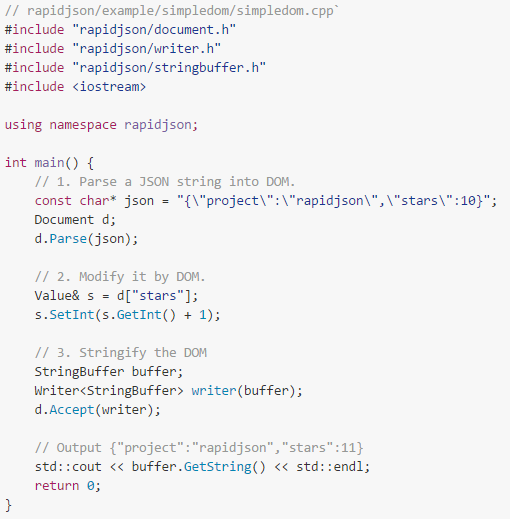 // rapidjson/example/simpledom/simpledom.cpp`
#include "rapidjson/document.h"
#include "rapidjson/writer.h"
#include "rapidjson/stringbuffer.h"
#include <iostream>

using namespace rapidjson;

int main() {
    // 1. Parse a JSON string into DOM.
    const char* json = "{\"project\":\"rapidjson\",\"stars\":10}";
    Document d;
    d.Parse(json);

    // 2. Modify it by DOM.
    Value& s = d["stars"];
    s.SetInt(s.GetInt() + 1);

    // 3. Stringify the DOM
    StringBuffer buffer;
    Writer<StringBuffer> writer(buffer);
    d.Accept(writer);

    // Output {"project":"rapidjson","stars":11}
    std::cout << buffer.GetString() << std::endl;
    return 0;
}